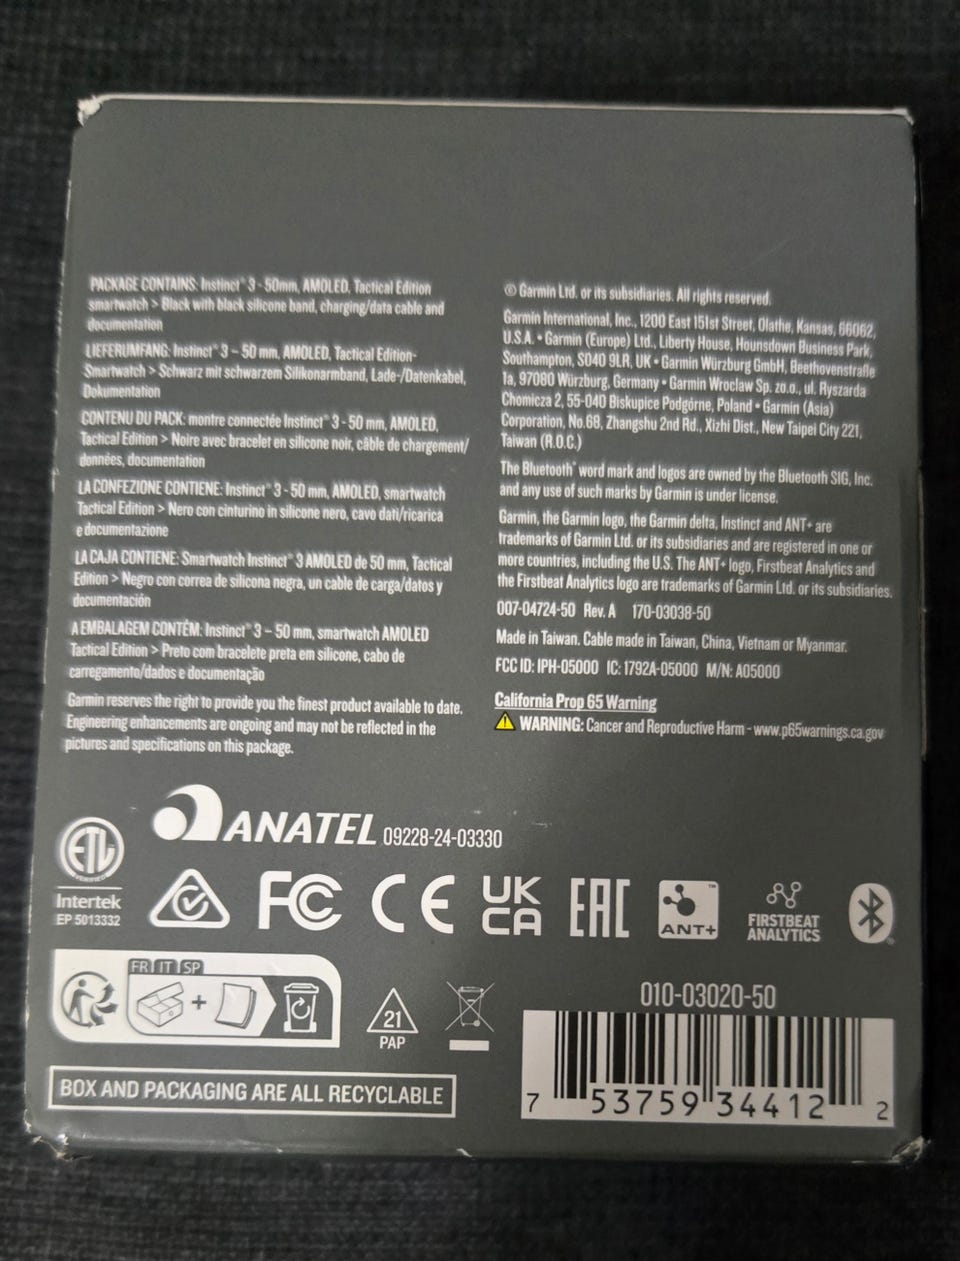 PACKAGE CONTAINS: Instinct® 3 - 50mm, AMOLED, Tactical Edition
smartwatch > Black with black silicone band, charging/data cable and
documentation
LIEFERUMFANG: Instinct® 3 – 50 mm, AMOLED, Tactical Edition-
Smartwatch > Schwarz mit schwarzem Silikonarmband, Lade-/Datenkabel,
Dokumentation
CONTENU DU PACK: montre connectée Instinct® 3 - 50 mm, AMOLED,
Tactical Edition > Noire avec bracelet en silicone noir, câble de chargement/
données, documentation
LA CONFEZIONE CONTIENE: Instinct® 3 - 50 mm, AMOLED, smartwatch
Tactical Edition > Nero con cinturino in silicone nero, cavo dati/ricarica
e documentazione
LA CAJA CONTIENE: Smartwatch Instinct® 3 AMOLED de 50 mm, Tactical
Edition > Negro con correa de silicona negra, un cable de carga/datos y
documentación
A EMBALAGEM CONTÉM: Instinct® 3 – 50 mm, smartwatch AMOLED
Tactical Edition > Preto com bracelete preta em silicone, cabo de
carregamento/dados e documentação
Garmin reserves the right to provide you the finest product available to date.
Engineering enhancements are ongoing and may not be reflected in the
pictures and specifications on this package.
© Garmin Ltd. or its subsidiaries. All rights reserved.
Garmin International, Inc., 1200 East 151st Street, Olathe, Kansas, 66062,
U.S.A. • Garmin (Europe) Ltd., Liberty House, Hounsdown Business Park,
Southampton, SO40 9LR, UK • Garmin Würzburg GmbH, Beethovenstraße
1a, 97080 Würzburg, Germany • Garmin Wroclaw Sp. zo.o., ul. Ryszarda
Chomicza 2, 55-040 Biskupice Podgórne, Poland • Garmin (Asia)
Corporation, No.68, Zhangshu 2nd Rd., Xizhi Dist., New Taipei City 221,
Taiwan (R.O.C.)
The Bluetooth® word mark and logos are owned by the Bluetooth SIG, Inc.
and any use of such marks by Garmin is under license.
Garmin, the Garmin logo, the Garmin delta, Instinct and ANT+ are
trademarks of Garmin Ltd. or its subsidiaries and are registered in one or
more countries, including the U.S. The ANT+ logo, Firstbeat Analytics and
the Firstbeat Analytics logo are trademarks of Garmin Ltd. or its subsidiaries.
007-04724-50 Rev. A 170-03038-50
Made in Taiwan. Cable made in Taiwan, China, Vietnam or Myanmar.
FCC ID: IPH-05000 IC: 1792A-05000 M/N: A05000
California Prop 65 Warning
WARNING: Cancer and Reproductive Harm - www.p65warnings.ca.gov
ETL
VERIFIED
Intertek
EP 5013332
ANATEL 09228-24-03330
FC CE UK
CA EAC
ANT+™
FIRSTBEAT
ANALYTICS
FR IT SP
21
PAP
BOX AND PACKAGING ARE ALL RECYCLABLE
010-03020-50
7 53759 34412 2